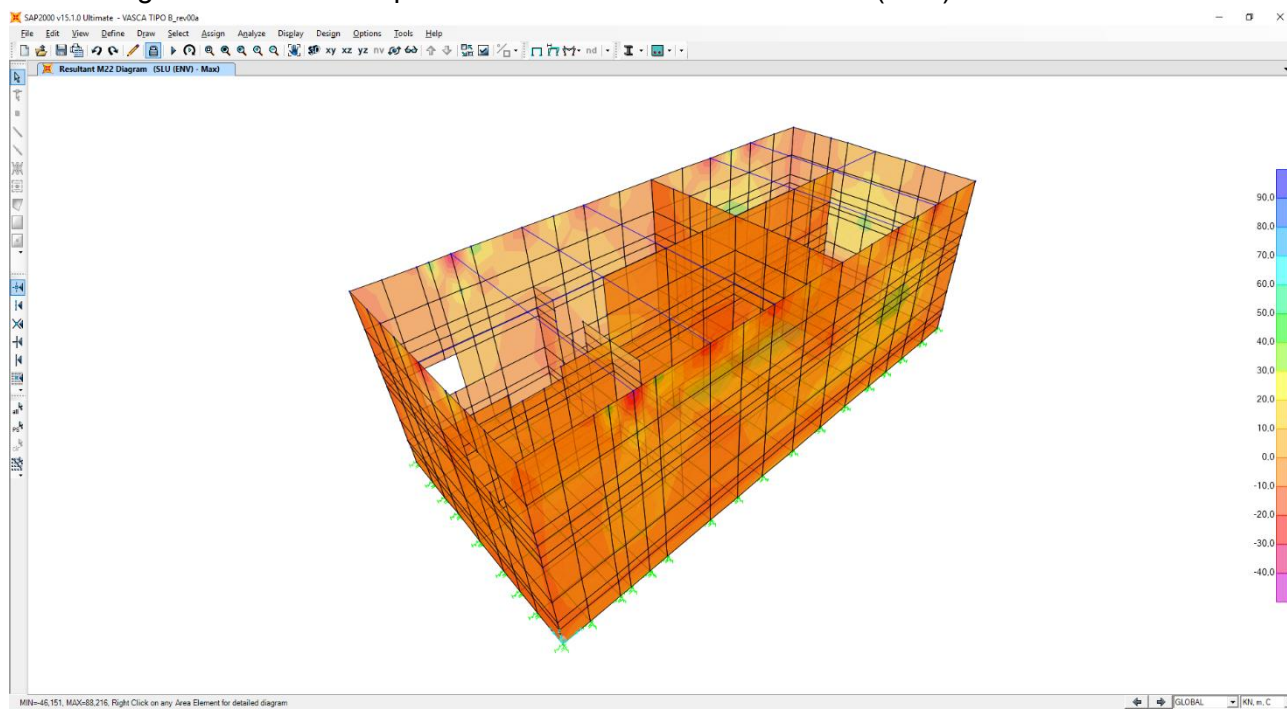 SAP2000 v15.1.0 Ultimate - VASCA TIPO B_rev00a
File Edit View Define Draw Select Assign Analyze Display Design Options Tools Help
xy xz yz nv nd
Resultant M22 Diagram (SLU (ENV) - Max)
90.0
80.0
70.0
60.0
50.0
40.0
30.0
20.0
10.0
0.0
-10.0
-20.0
-30.0
-40.0
MIN=-46,151, MAX=88,216, Right Click on any Area Element for detailed diagram
GLOBAL
KN, m, C